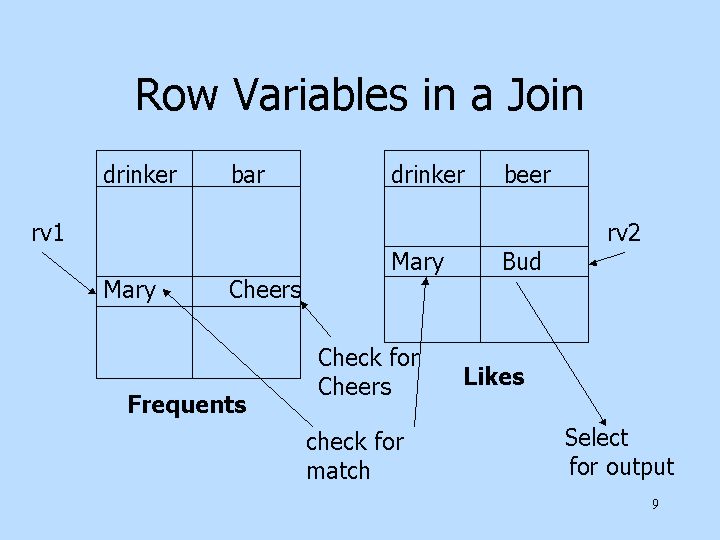 Row Variables in a Join
drinker bar
drinker beer
rv1
rv2
Mary Cheers
Mary Bud
Check for
Cheers
Frequents
Likes
check for
match
Select
for output
9